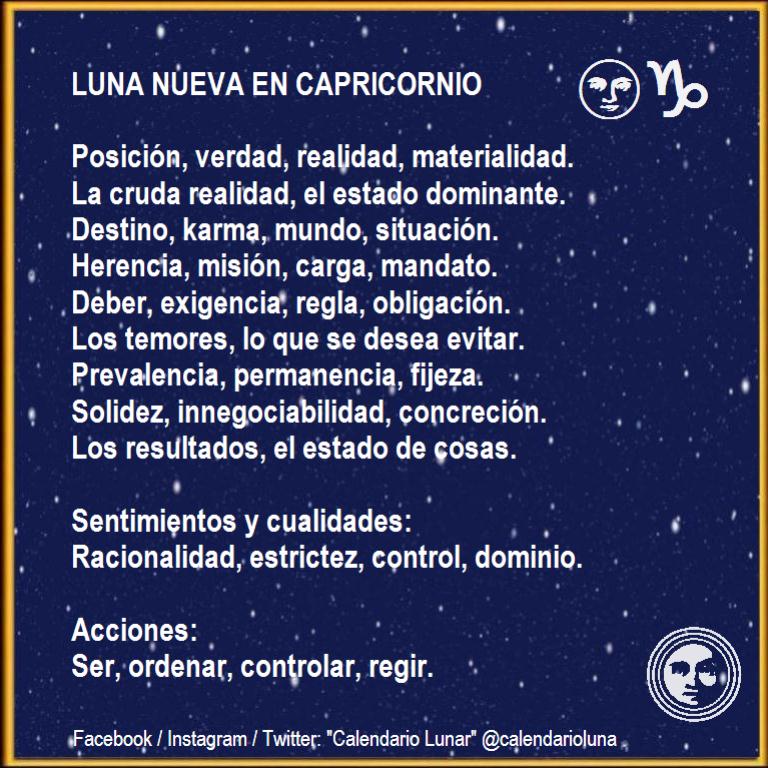 LUNA NUEVA EN CAPRICORNIO
Posición, verdad, realidad, materialidad.
La cruda realidad, el estado dominante.
Destino, karma, mundo, situación.
Herencia, misión, carga, mandato.
Deber, exigencia, regla, obligación.
Los temores, lo que se desea evitar.
Prevalencia, permanencia, fijeza.
Solidez, innegociabilidad, concreción.
Los resultados, el estado de cosas.
Sentimientos y cualidades:
Racionalidad, estrictez, control, dominio.
Acciones:
Ser, ordenar, controlar, regir.
Facebook / Instagram / Twitter: "Calendario Lunar" @calendarioluna